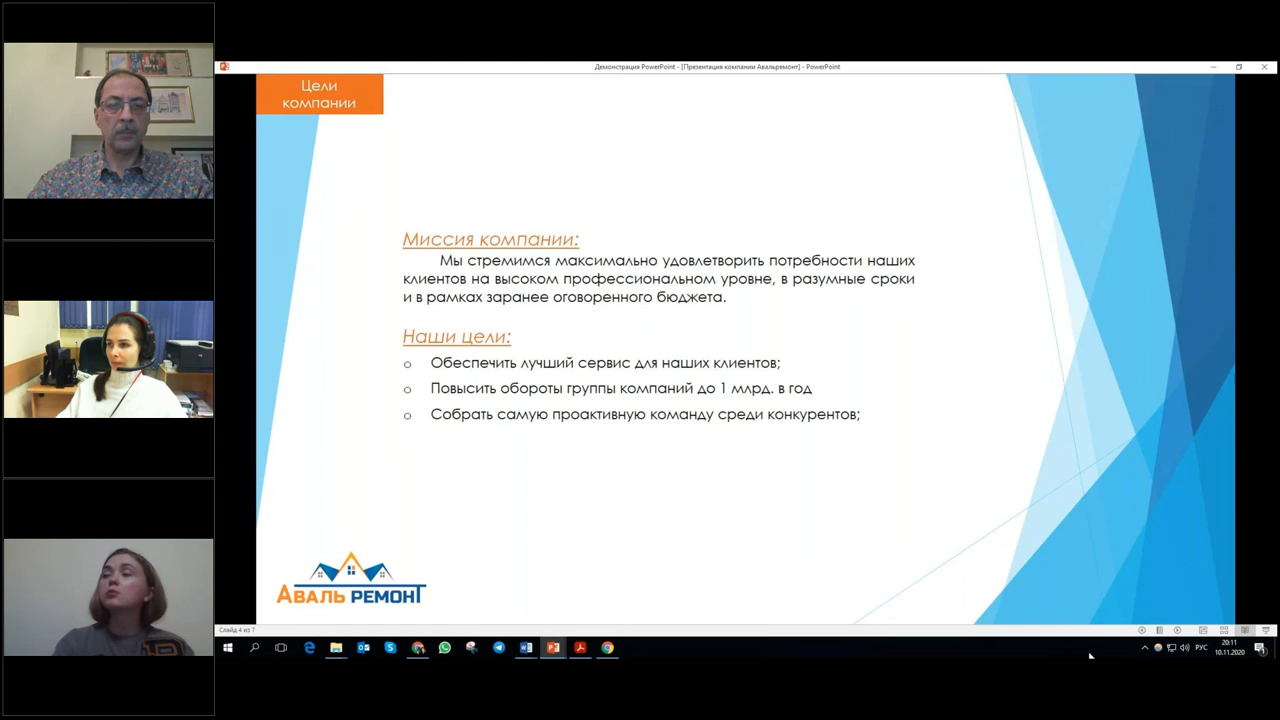 Демонстрация PowerPoint - [Презентация компании Авальремонт] - PowerPoint
Цели
компании
Миссия компании:
Мы стремимся максимально удовлетворить потребности наших
клиентов на высоком профессиональном уровне, в разумные сроки
и в рамках заранее оговоренного бюджета.
Наши цели:
o Обеспечить лучший сервис для наших клиентов;
o Повысить обороты группы компаний до 1 млрд. в год
o Собрать самую проактивную команду среди конкурентов;
АВАЛЬ РЕМОНТ
Слайд 4 из 7
РУС
20:11
10.11.2020